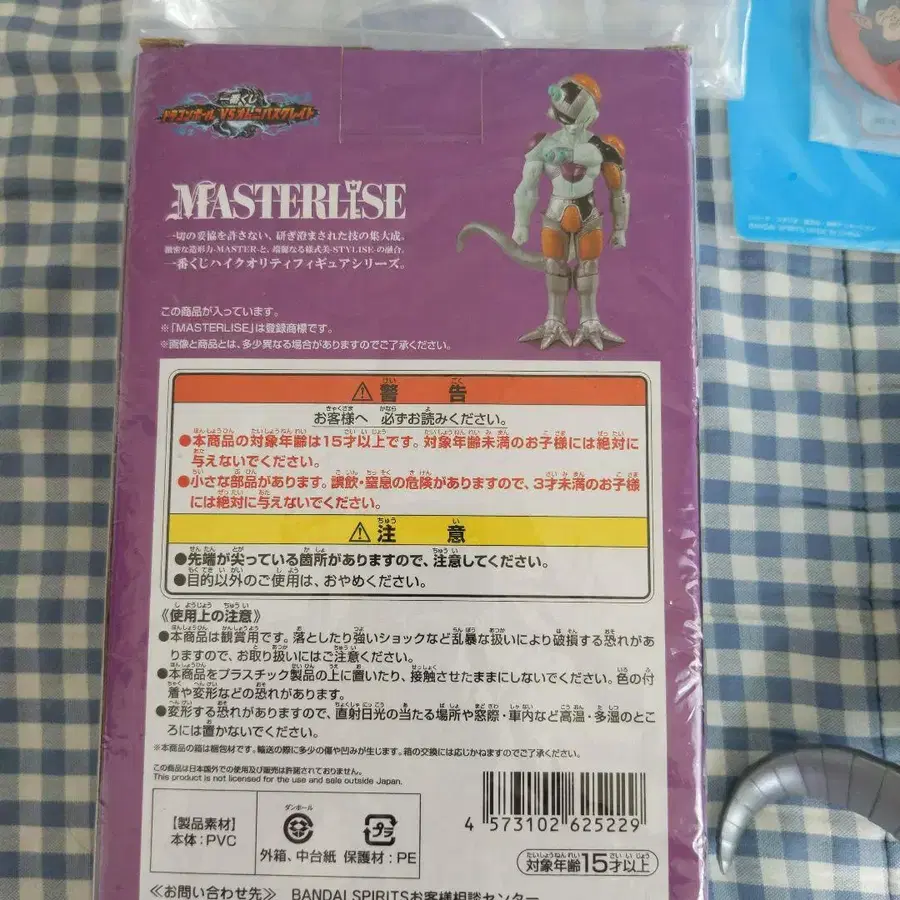 一番くじ
ドラゴンボール VSオムニバスグレイト
MASTERLISE
一切の妥協を許さない、研ぎ澄まされた技の集大成。
緻密な造形力-MASTER-と、端麗なる様式美-STYLISE-の融合。
一番くじハイクオリティフィギュアシリーズ。
この商品が入っています。
※「MASTERLISE」は登録商標です。
※画像と商品とは、多少異なる場合がありますのでご了承ください。
警告
お客様へ 必ずお読みください。
●本商品の対象年齢は15才以上です。対象年齢未満のお子様には絶対に
与えないでください。
●小さな部品があります。誤飲・窒息の危険がありますので、3才未満のお子様
には絶対に与えないでください。
注意
●先端が尖っている箇所がありますので、注意してください。
●目的以外のご使用は、おやめください。
《使用上の注意》
●本商品は観賞用です。落としたり強いショックなど乱暴な扱いにより破損する恐れがあ
りますので、お取り扱いにはご注意ください。
●本商品をプラスチック製品の上に置いたり、接触させたままにしないでください。色の付
着や変形などの恐れがあります。
●変形する恐れがありますので、直射日光の当たる場所や窓際・車内など高温・多湿のとこ
ろには置かないでください。
※本商品の箱は梱包材です。輸送の際に多少の傷や凹みが生じます。箱の交換には応じかねますのでご了承ください。
この商品は日本国外での使用及び販売は許諾されておりません。
This product is not licensed for the use and sale outside Japan.
【製品素材】
本体:PVC
ダンボール
プラ
外箱、中台紙 保護材:PE
4 573102 625229
対象年齢15才以上
≪お問い合わせ先≫ BANDAI SPIRITSお客様相談センター